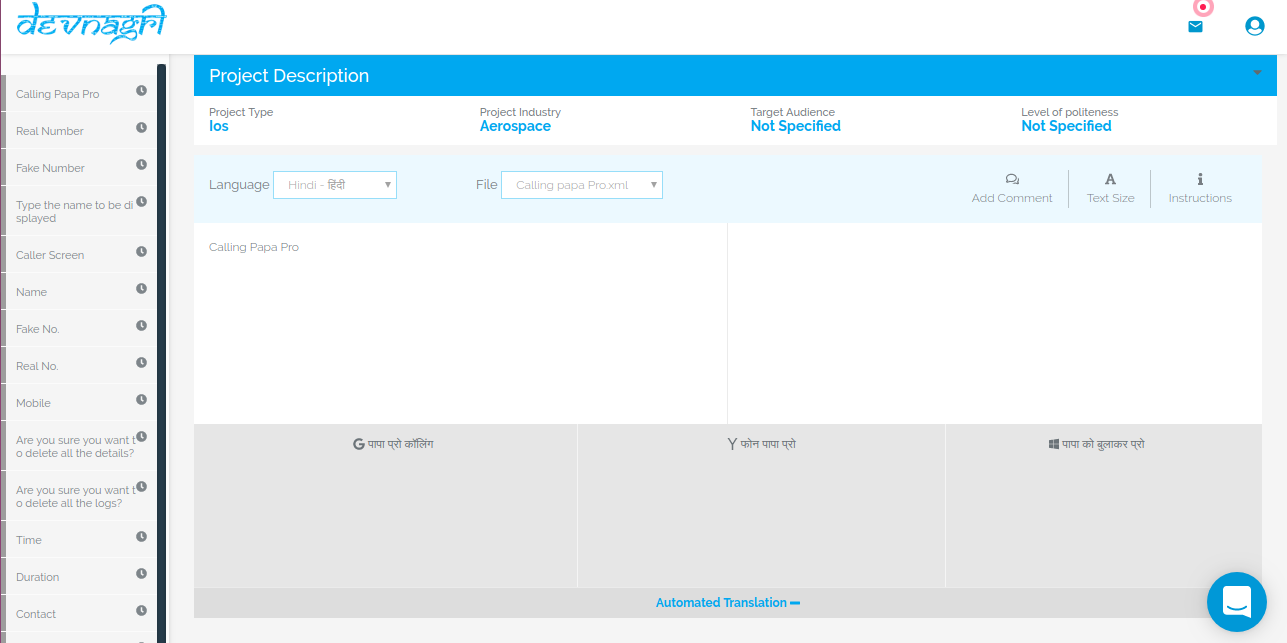 devnagri
Project Description
Project Type
Ios
Project Industry
Aerospace
Target Audience
Not Specified
Level of politeness
Not Specified
Language
Hindi - हिंदी
File
Calling papa Pro.xml
Add Comment
Text Size
Instructions
Calling Papa Pro
Real Number
Fake Number
Type the name to be di
splayed
Caller Screen
Name
Fake No.
Real No.
Mobile
Are you sure you want t
o delete all the details?
Are you sure you want t
o delete all the logs?
Time
Duration
Contact
Calling Papa Pro
पापा प्रो कॉलिंग
फोन पापा प्रो
पापा को बुलाकर प्रो
Automated Translation